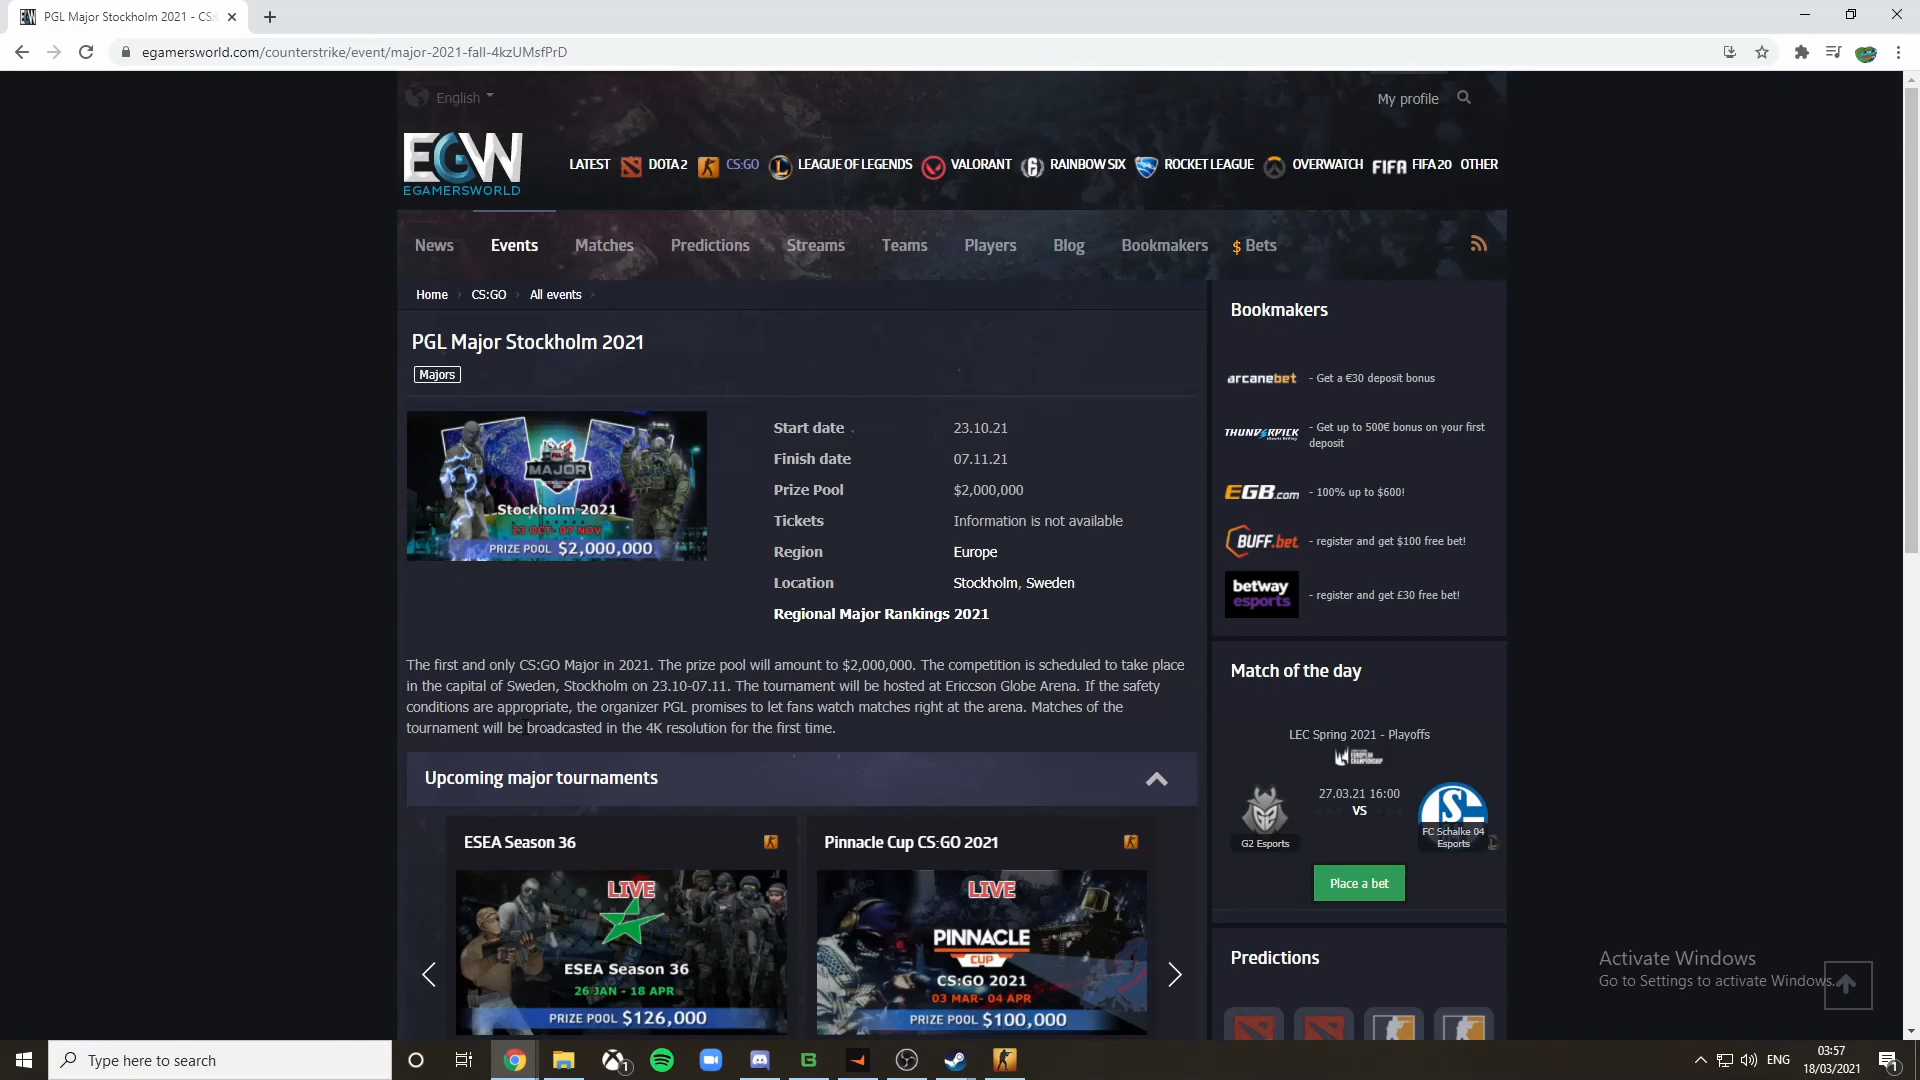 PGL Major Stockholm 2021 - CS:G
egamersworld.com/counterstrike/event/major-2021-fall-4kzUMsfPrD
English
My profile
EGW
EGAMERSWORLD
LATEST DOTA 2 CS:GO LEAGUE OF LEGENDS VALORANT RAINBOW SIX ROCKET LEAGUE OVERWATCH FIFA FIFA 20 OTHER
News Events Matches Predictions Streams Teams Players Blog Bookmakers $ Bets
Home CS:GO All events
PGL Major Stockholm 2021
Majors
MAJOR
Stockholm 2021
23 OCT- 07 NOV
PRIZE POOL $2,000,000
Start date 23.10.21
Finish date 07.11.21
Prize Pool $2,000,000
Tickets Information is not available
Region Europe
Location Stockholm, Sweden
Regional Major Rankings 2021
The first and only CS:GO Major in 2021. The prize pool will amount to $2,000,000. The competition is scheduled to take place
in the capital of Sweden, Stockholm on 23.10-07.11. The tournament will be hosted at Ericcson Globe Arena. If the safety
conditions are appropriate, the organizer PGL promises to let fans watch matches right at the arena. Matches of the
tournament will be broadcasted in the 4K resolution for the first time.
Upcoming major tournaments
ESEA Season 36
LIVE
ESEA Season 36
26 JAN - 18 APR
PRIZE POOL $126,000
Pinnacle Cup CS:GO 2021
LIVE
PINNACLE
CUP
CS:GO 2021
03 MAR- 04 APR
PRIZE POOL $100,000
Bookmakers
arcanebet - Get a €30 deposit bonus
THUNDERPICK - Get up to 500€ bonus on your first
deposit
EGB.com - 100% up to $600!
BUFF.bet - register and get $100 free bet!
betway
esports - register and get £30 free bet!
Match of the day
LEC Spring 2021 - Playoffs
27.03.21 16:00
VS
G2 Esports
FC Schalke 04
Esports
Place a bet
Predictions
Activate Windows
Go to Settings to activate Windows.
Type here to search
1
ENG
03:57
18/03/2021
1